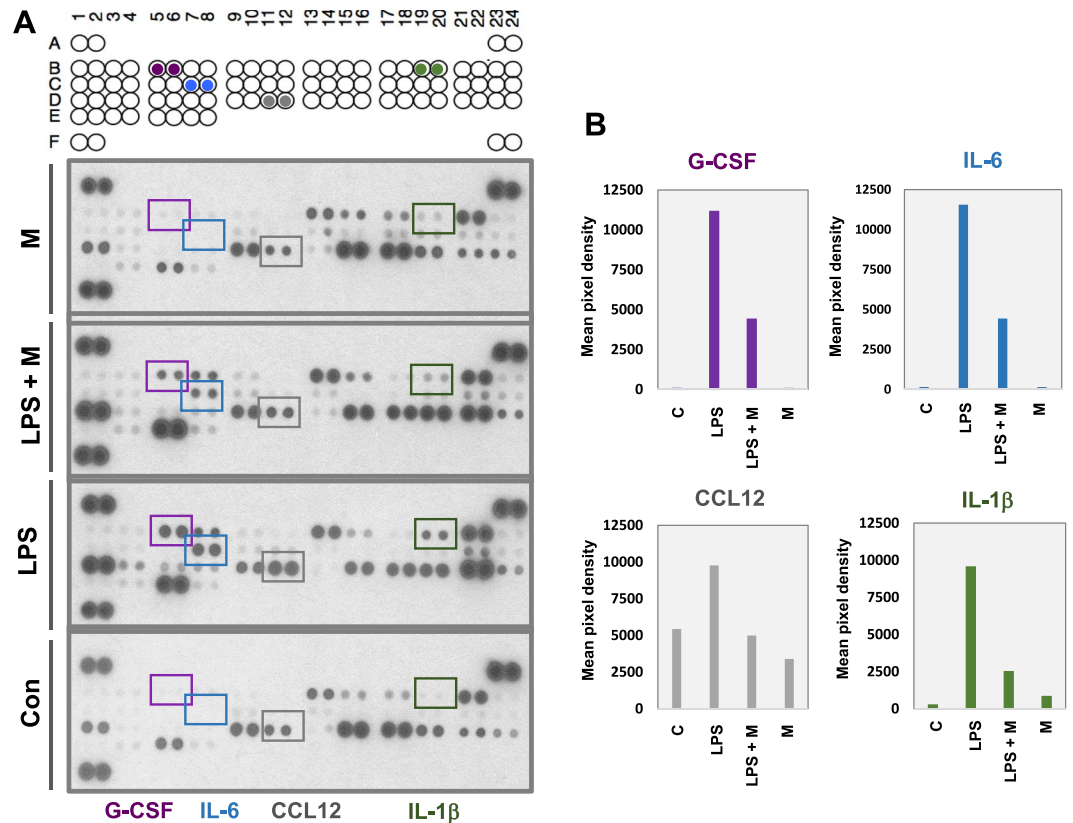 A
1 2 3 4 5 6 7 8 9 10 11 12 13 14 15 16 17 18 19 20 21 22 23 24
A
B
C
D
E
F
M
LPS + M
LPS
Con
G-CSF IL-6 CCL12 IL-1β
B
G-CSF
Mean pixel density
12500
10000
7500
5000
2500
0
C LPS LPS + M M
IL-6
Mean pixel density
12500
10000
7500
5000
2500
0
C LPS LPS + M M
CCL12
Mean pixel density
12500
10000
7500
5000
2500
0
C LPS LPS + M M
IL-1β
Mean pixel density
12500
10000
7500
5000
2500
0
C LPS LPS + M M